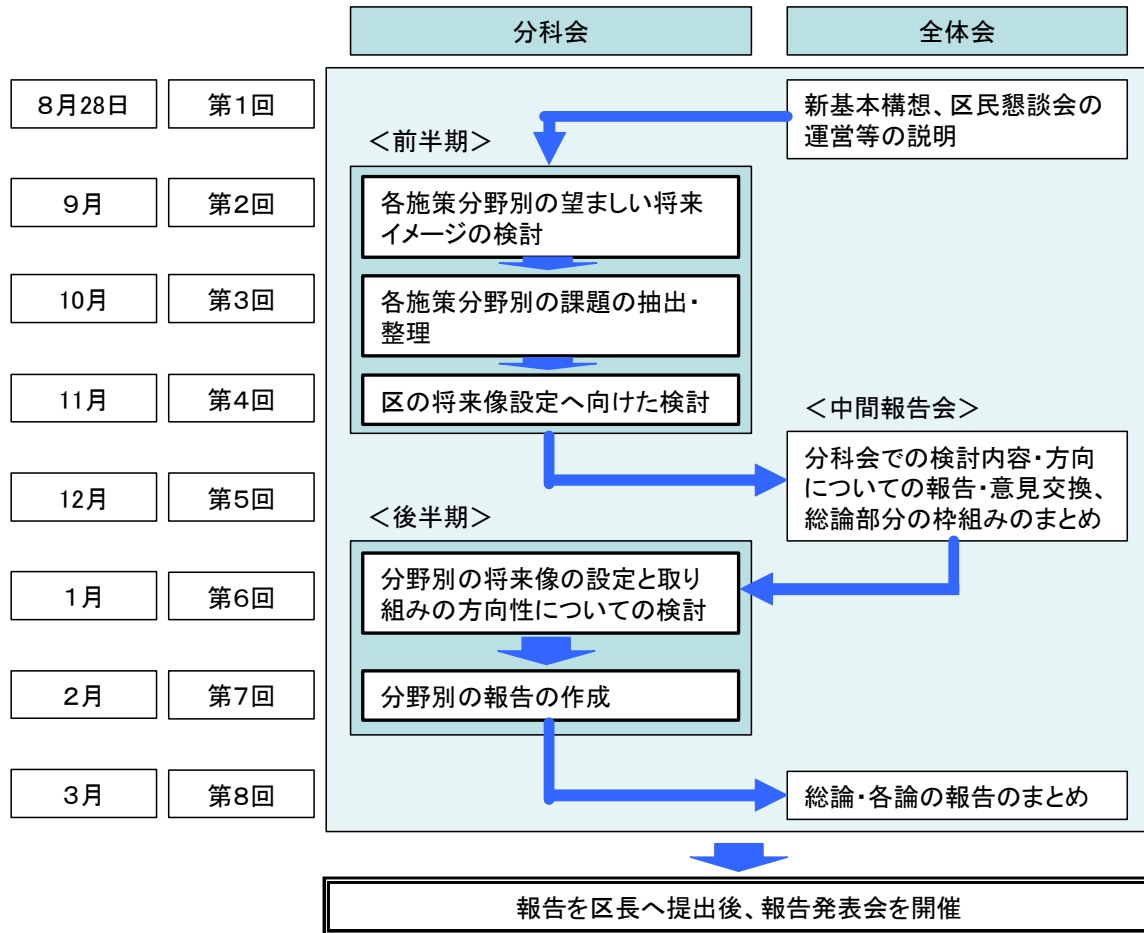 分科会
全体会
8月28日
第1回
新基本構想、区民懇談会の
運営等の説明
＜前半期＞
9月
第2回
各施策分野別の望ましい将来
イメージの検討
10月
第3回
各施策分野別の課題の抽出・
整理
11月
第4回
区の将来像設定へ向けた検討
＜中間報告会＞
12月
第5回
分科会での検討内容・方向
についての報告・意見交換、
総論部分の枠組みのまとめ
＜後半期＞
1月
第6回
分野別の将来像の設定と取り
組みの方向性についての検討
2月
第7回
分野別の報告の作成
3月
第8回
総論・各論の報告のまとめ
報告を区長へ提出後、報告発表会を開催